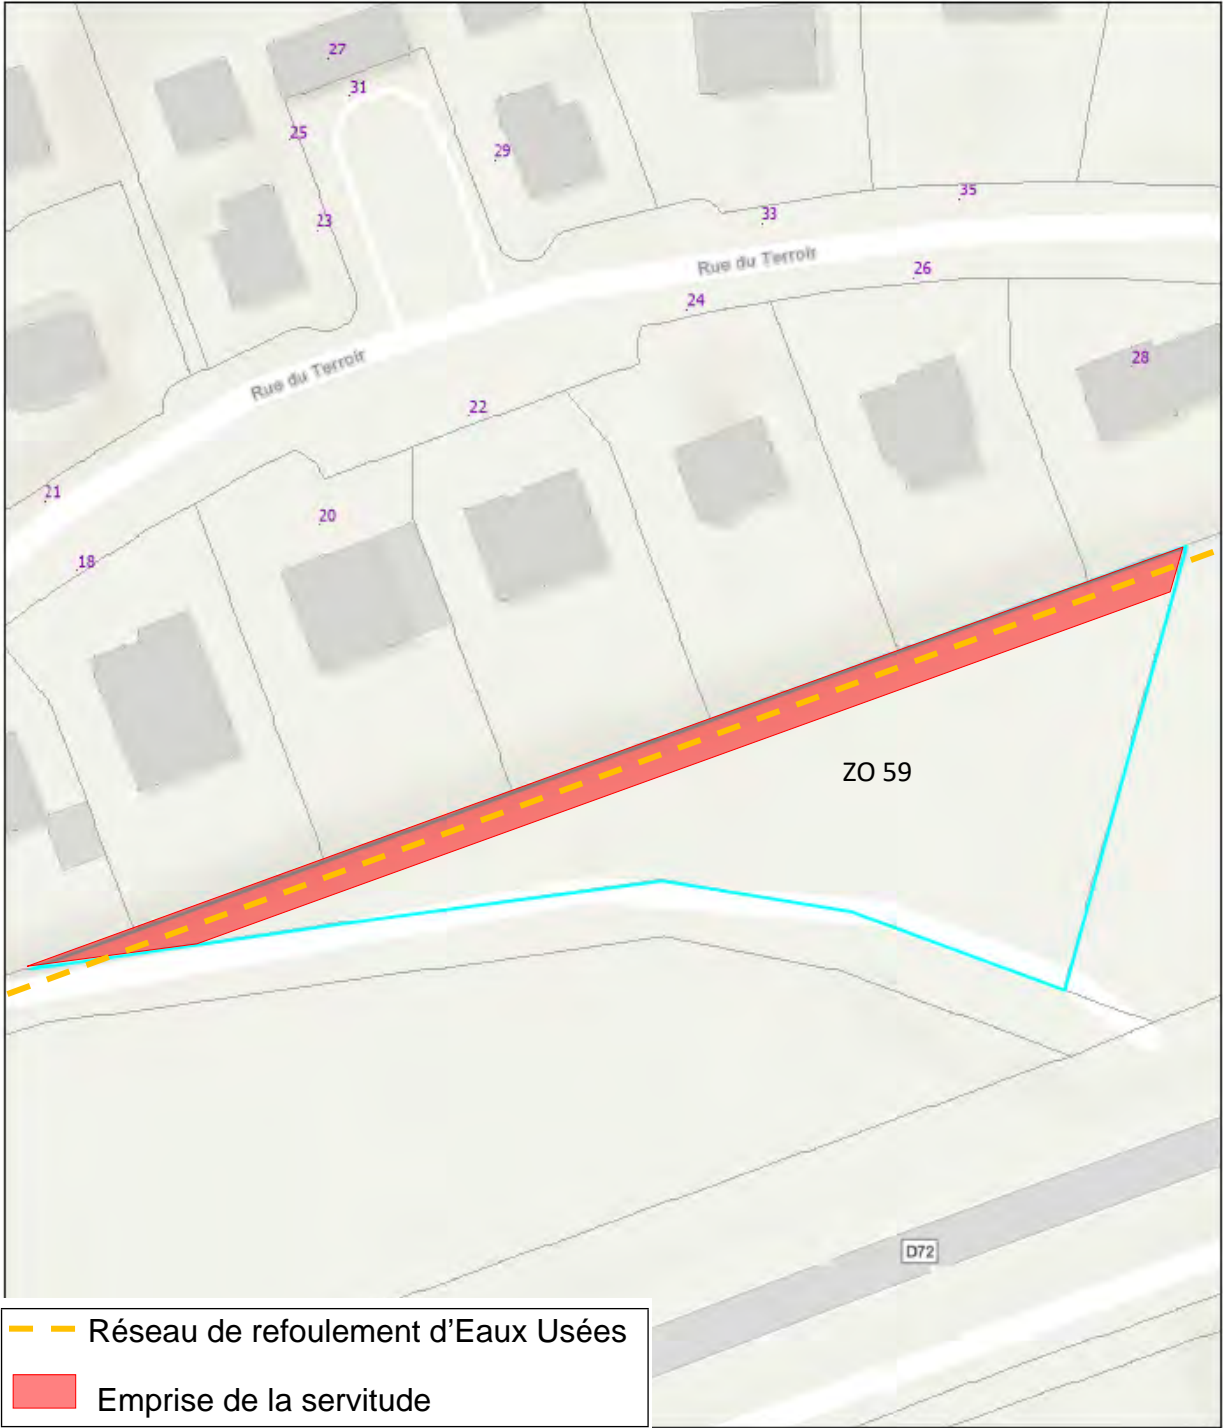 27
31
25
29
23
35
33
Rue du Terroir
26
24
28
Rue du Terroir
22
21
20
18
ZO 59
D72
Réseau de refoulement d’Eaux Usées
Emprise de la servitude